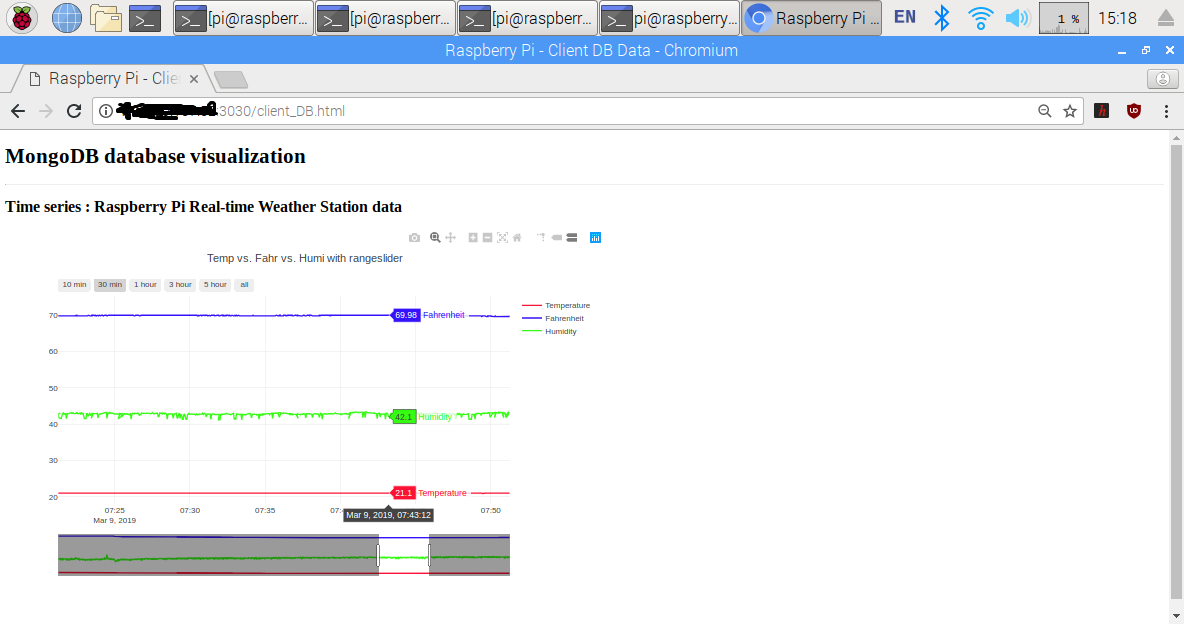 [pi@raspberr... [pi@raspberr... [pi@raspberr... pi@raspberry... Raspberry Pi ... EN 1 % 15:18
Raspberry Pi - Client DB Data - Chromium
Raspberry Pi - Clie
:3030/client_DB.html
MongoDB database visualization
Time series : Raspberry Pi Real-time Weather Station data
Temp vs. Fahr vs. Humi with rangeslider
10 min 30 min 1 hour 3 hour 5 hour all
Temperature
Fahrenheit
Humidity
70
69.98 Fahrenheit
60
50
42.1 Humidity
40
30
21.1 Temperature
20
07:25 07:30 07:35 07: 07:50
Mar 9, 2019, 07:43:12
Mar 9, 2019